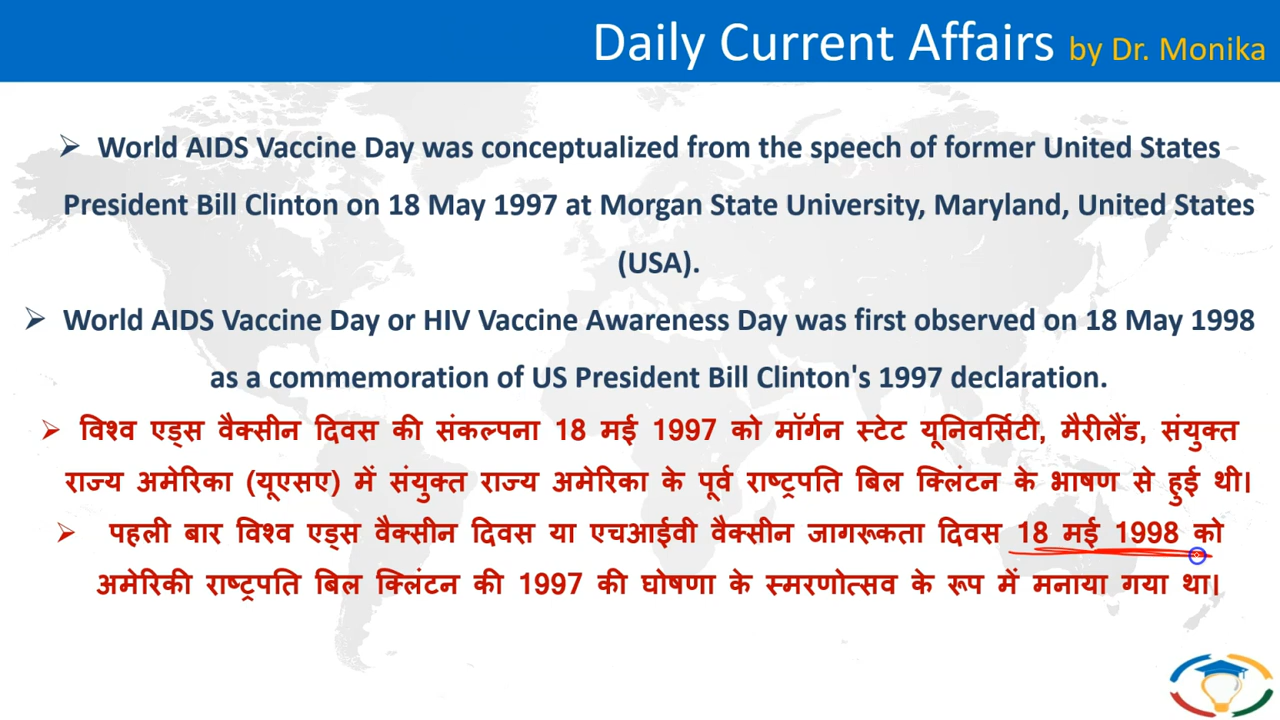 Daily Current Affairs by Dr. Monika
➢ World AIDS Vaccine Day was conceptualized from the speech of former United States
President Bill Clinton on 18 May 1997 at Morgan State University, Maryland, United States
(USA).
➢ World AIDS Vaccine Day or HIV Vaccine Awareness Day was first observed on 18 May 1998
as a commemoration of US President Bill Clinton's 1997 declaration.
➢ विश्व एड्स वैक्सीन दिवस की संकल्पना 18 मई 1997 को मॉर्गन स्टेट यूनिवर्सिटी, मैरीलैंड, संयुक्त
राज्य अमेरिका (यूएसए) में संयुक्त राज्य अमेरिका के पूर्व राष्ट्रपति बिल क्लिंटन के भाषण से हुई थी।
➢ पहली बार विश्व एड्स वैक्सीन दिवस या एचआईवी वैक्सीन जागरूकता दिवस 18 मई 1998 को
अमेरिकी राष्ट्रपति बिल क्लिंटन की 1997 की घोषणा के स्मरणोत्सव के रूप में मनाया गया था।